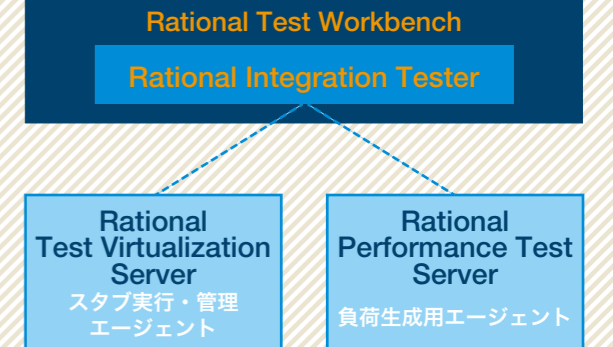 Rational Test Workbench
Rational Integration Tester
Rational
Test Virtualization
Server
スタブ実行・管理
エージェント
Rational
Performance Test
Server
負荷生成用エージェント